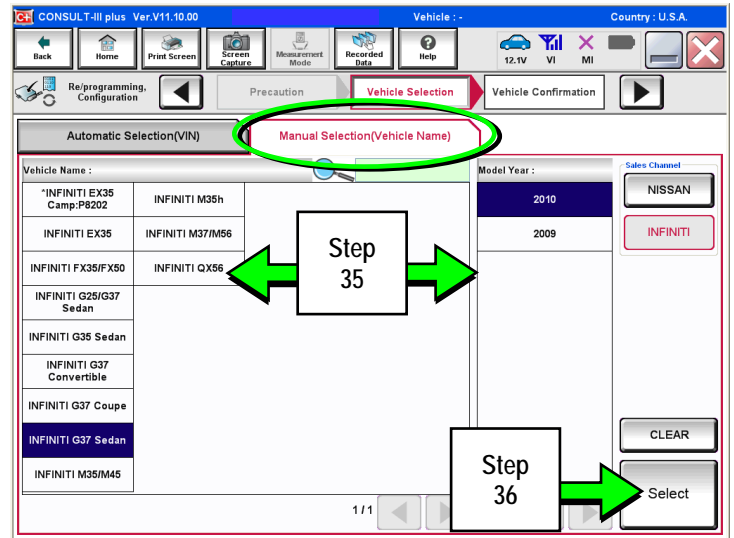 C+ CONSULT-III plus Ver.V11.10.00 Vehicle : - Country : U.S.A.
Back
Home
Print Screen
Screen
Capture
Measurement
Mode
Recorded
Data
Help
12.1V VI MI
Re/programming,
Configuration
Precaution
Vehicle Selection
Vehicle Confirmation
Automatic Selection(VIN)
Manual Selection(Vehicle Name)
Vehicle Name :
Model Year :
Sales Channel
*INFINITI EX35
Camp:P8202
INFINITI M35h
2010
NISSAN
INFINITI EX35
INFINITI M37/M56
2009
INFINITI
INFINITI FX35/FX50
INFINITI QX56
Step
35
INFINITI G25/G37
Sedan
INFINITI G35 Sedan
INFINITI G37
Convertible
INFINITI G37 Coupe
INFINITI G37 Sedan
CLEAR
INFINITI M35/M45
Step
36
Select
1/1